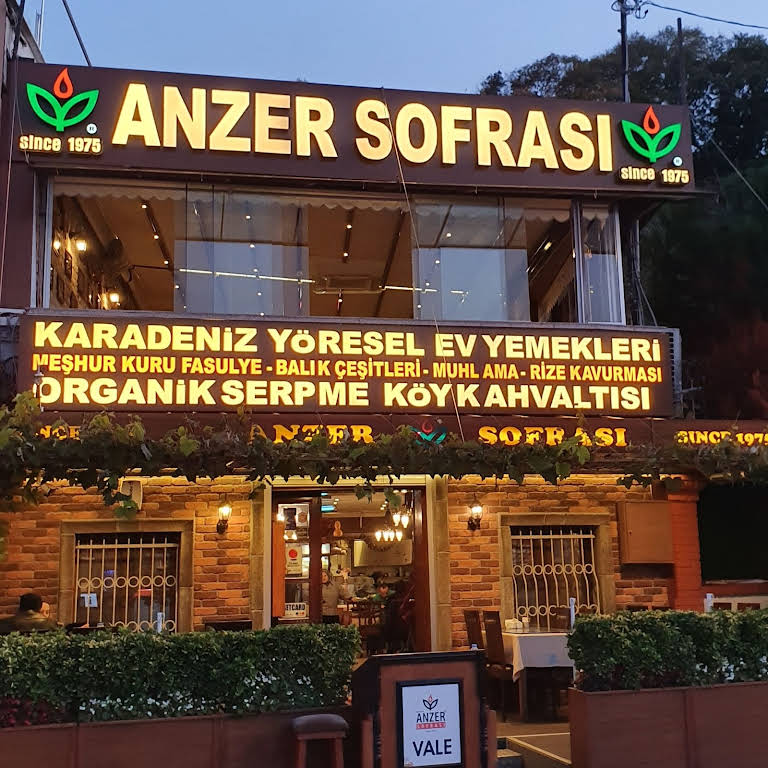 ANZER SOFRASI
since 1975
since 1975
KARADENİZ YÖRESEL EV YEMEKLERİ
MEŞHUR KURU FASULYE - BALIK ÇEŞİTLERİ - MUHLAMA - RİZE KAVURMASI
ORGANİK SERPME KÖY KAHVALTISI
ANZER SOFRASI SINCE 1975
ANZER
SOFRASI
VALE